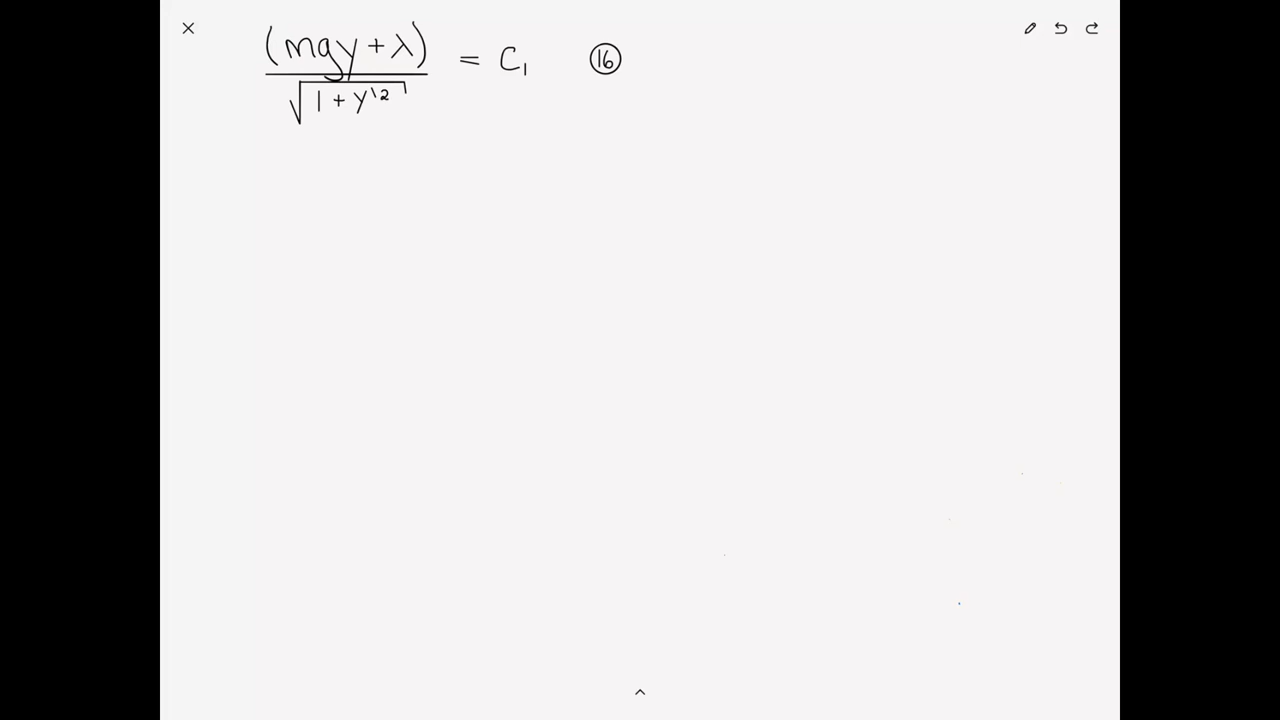 (mgy + λ) / √(1 + y'²) = C₁ ⑯